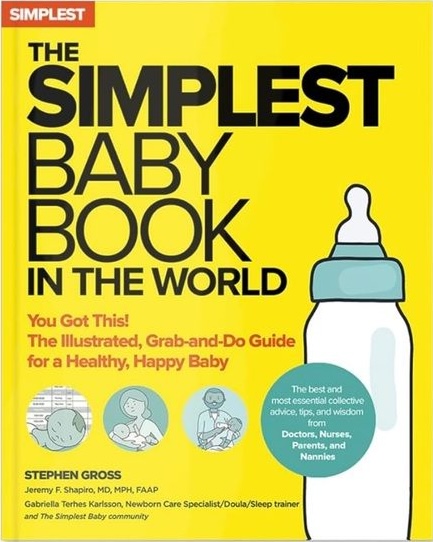 SIMPLEST
THE
SIMPLEST
BABY
BOOK
IN THE WORLD
You Got This!
The Illustrated, Grab-and-Do Guide
for a Healthy, Happy Baby
The best and
most essential collective
advice, tips, and wisdom
from
Doctors, Nurses,
Parents, and
Nannies
STEPHEN GROSS
Jeremy F. Shapiro, MD, MPH, FAAP
Gabriella Terhes Karlsson, Newborn Care Specialist/Doula/Sleep trainer
and The Simplest Baby community